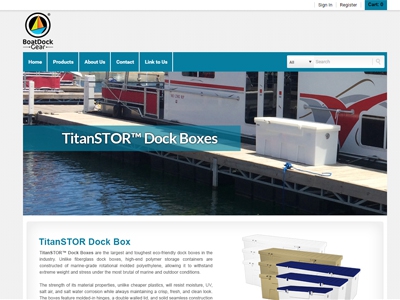 Sign In
Register
Cart: 0
BoatDock
Gear
Home Products About Us Contact Link to Us
All
Search
TitanSTOR™ Dock Boxes
TitanSTOR Dock Box
TitanSTOR™ Dock Boxes are the largest and toughest eco-friendly dock boxes in the
industry. Unlike fiberglass dock boxes, high-end polymer storage containers are
constructed of marine-grade rotational molded polyethylene, allowing it to withstand
extreme weight and stress under the most brutal of marine and outdoor conditions
The strength of its material properties, unlike cheaper plastics, will resist moisture, UV,
salt air, and salt water corrosion while always maintaining a crisp, fresh, and clean look.
The boxes feature molded in hinges, a double walled lid, and solid seamless construction